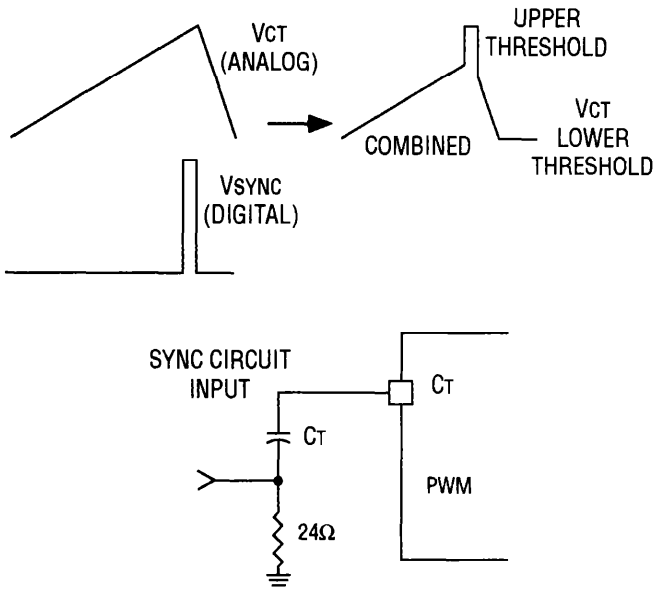 VCT
(ANALOG)
UPPER
THRESHOLD
COMBINED
VCT
LOWER
THRESHOLD
VSYNC
(DIGITAL)
SYNC CIRCUIT
INPUT
CT
CT
PWM
24Ω